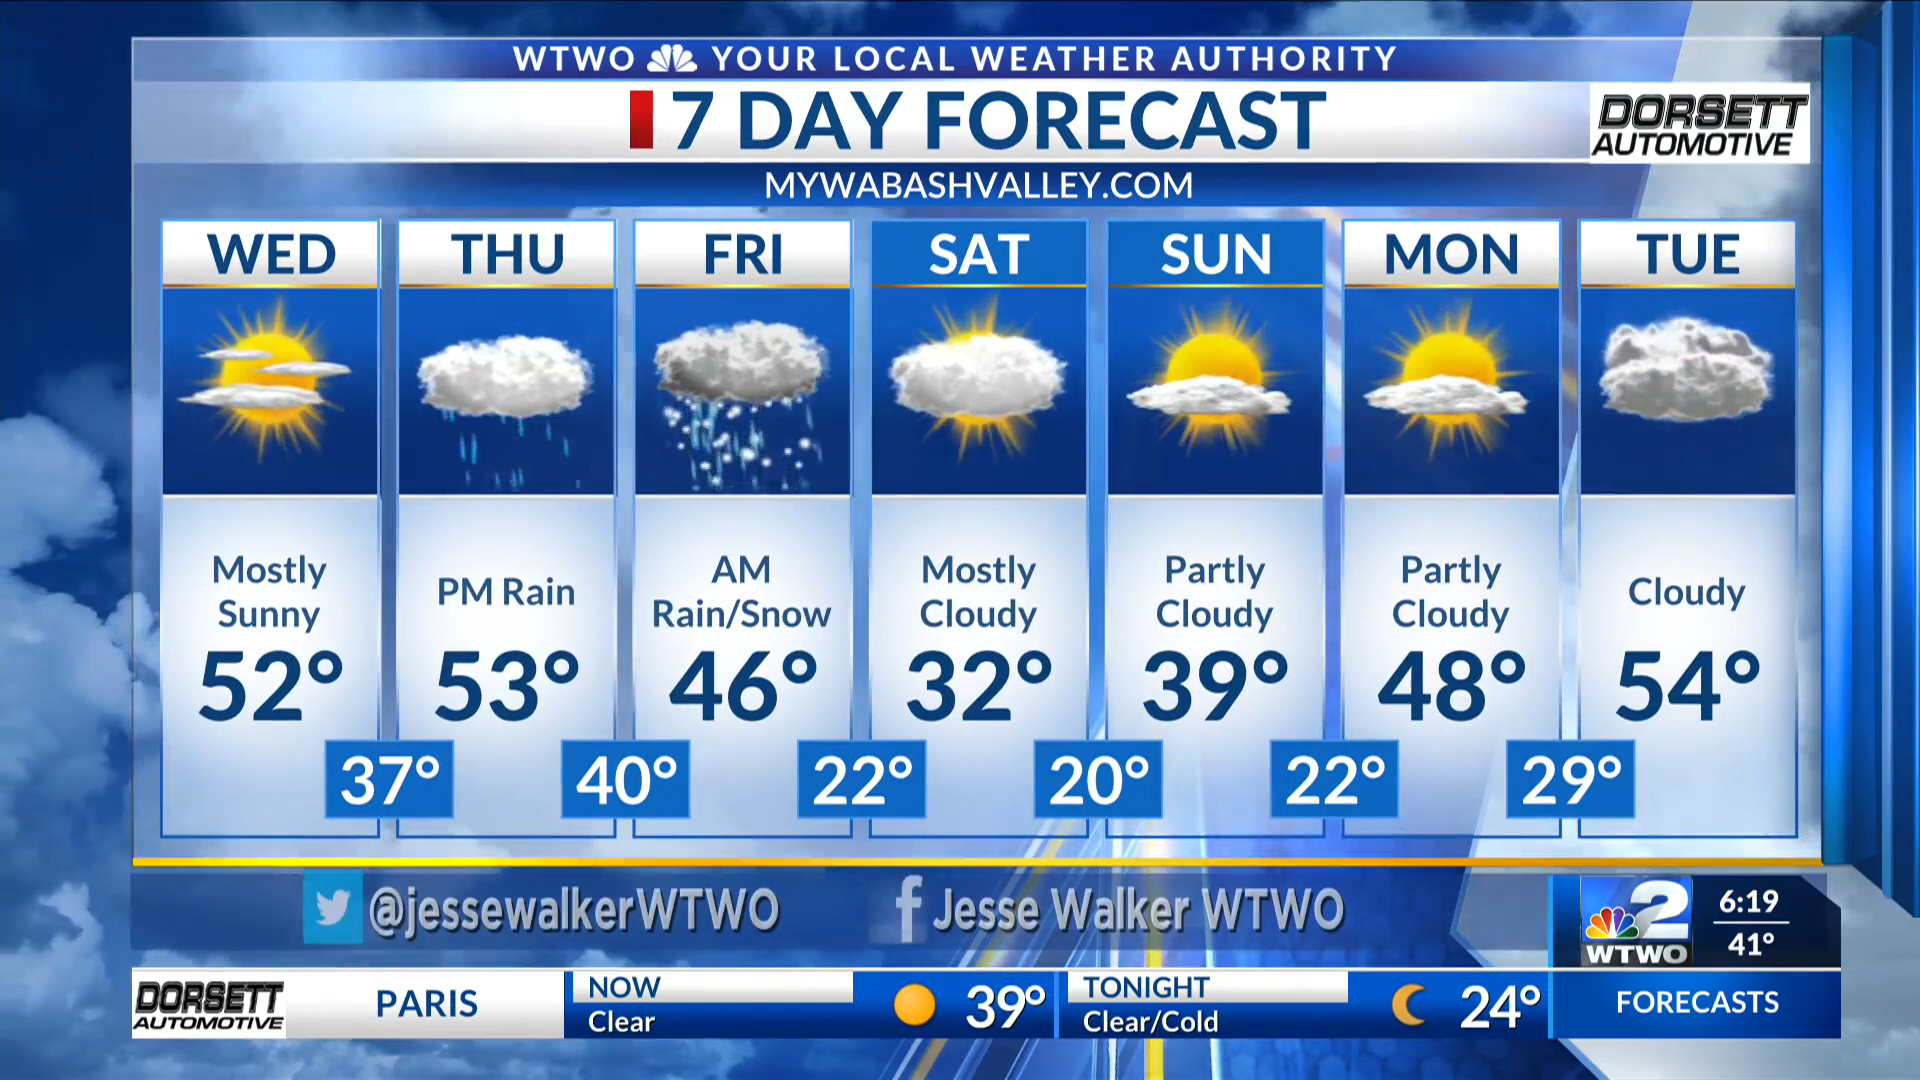 WTWO YOUR LOCAL WEATHER AUTHORITY
7 DAY FORECAST
DORSETT
AUTOMOTIVE
MYWABASHVALLEY.COM
WED THU FRI SAT SUN MON TUE
Mostly
Sunny
PM Rain
AM
Rain/Snow
Mostly
Cloudy
Partly
Cloudy
Partly
Cloudy
Cloudy
52° 53° 46° 32° 39° 48° 54°
37° 40° 22° 20° 22° 29°
@jessewalkerWTWO
Jesse Walker WTWO
2
WTWO
6:19
41°
DORSETT
AUTOMOTIVE
PARIS
NOW
Clear
39°
TONIGHT
Clear/Cold
24°
FORECASTS